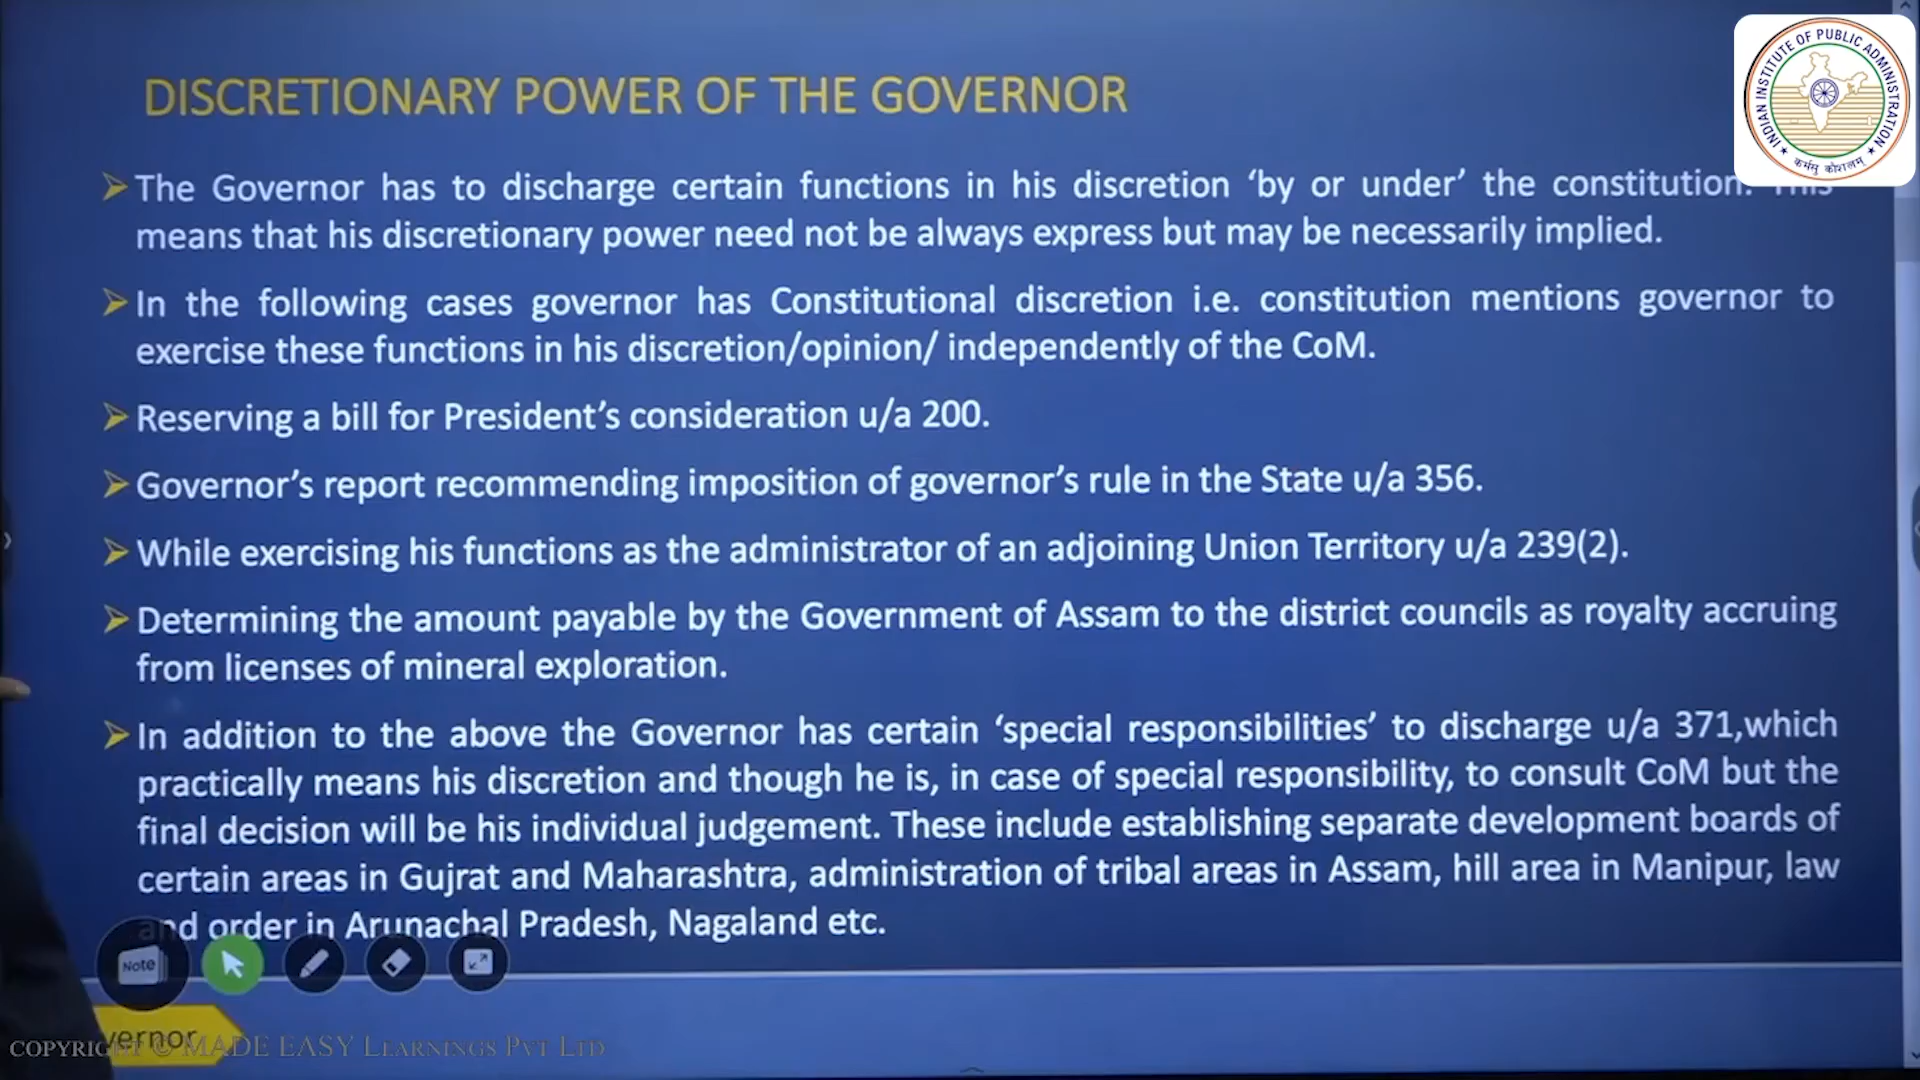 INDIAN INSTITUTE OF PUBLIC ADMINISTRATION
कर्मसु कौशलम्
DISCRETIONARY POWER OF THE GOVERNOR
The Governor has to discharge certain functions in his discretion ‘by or under’ the constitution. This
means that his discretionary power need not be always express but may be necessarily implied.
In the following cases governor has Constitutional discretion i.e. constitution mentions governor to
exercise these functions in his discretion/opinion/ independently of the CoM.
Reserving a bill for President’s consideration u/a 200.
Governor’s report recommending imposition of governor’s rule in the State u/a 356.
While exercising his functions as the administrator of an adjoining Union Territory u/a 239(2).
Determining the amount payable by the Government of Assam to the district councils as royalty accruing
from licenses of mineral exploration.
In addition to the above the Governor has certain ‘special responsibilities’ to discharge u/a 371,which
practically means his discretion and though he is, in case of special responsibility, to consult CoM but the
final decision will be his individual judgement. These include establishing separate development boards of
certain areas in Gujrat and Maharashtra, administration of tribal areas in Assam, hill area in Manipur, law
and order in Arunachal Pradesh, Nagaland etc.
Note
vernor
COPYRIGHT © MADE EASY LEARNINGS PVT LTD